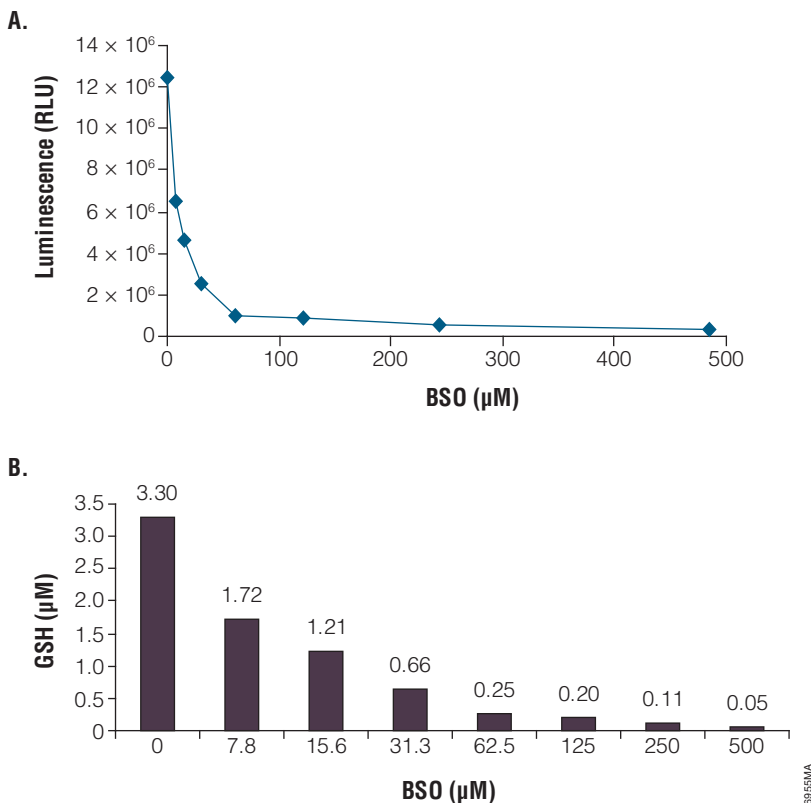 A.
Luminescence (RLU)
14 × 10⁶
12 × 10⁶
10 × 10⁶
8 × 10⁶
6 × 10⁶
4 × 10⁶
2 × 10⁶
0
0 100 200 300 400 500
BSO (µM)
B.
GSH (µM)
3.5
3.0
2.5
2.0
1.5
1.0
0.5
0
3.30
1.72
1.21
0.66
0.25
0.20
0.11
0.05
0 7.8 15.6 31.3 62.5 125 250 500
BSO (µM)